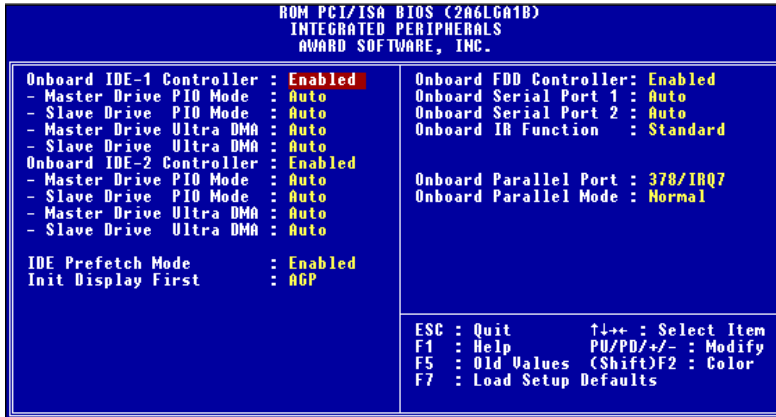 ROM PCI/ISA BIOS (2A6LGA1B)
INTEGRATED PERIPHERALS
AWARD SOFTWARE, INC.
Onboard IDE-1 Controller : Enabled
- Master Drive PIO Mode : Auto
- Slave Drive PIO Mode : Auto
- Master Drive Ultra DMA : Auto
- Slave Drive Ultra DMA : Auto
Onboard IDE-2 Controller : Enabled
- Master Drive PIO Mode : Auto
- Slave Drive PIO Mode : Auto
- Master Drive Ultra DMA : Auto
- Slave Drive Ultra DMA : Auto
IDE Prefetch Mode : Enabled
Init Display First : AGP
Onboard FDD Controller: Enabled
Onboard Serial Port 1 : Auto
Onboard Serial Port 2 : Auto
Onboard IR Function : Standard
Onboard Parallel Port : 378/IRQ7
Onboard Parallel Mode : Normal
ESC : Quit ↑↓→← : Select Item
F1 : Help PU/PD/+/- : Modify
F5 : Old Values (Shift)F2 : Color
F7 : Load Setup Defaults